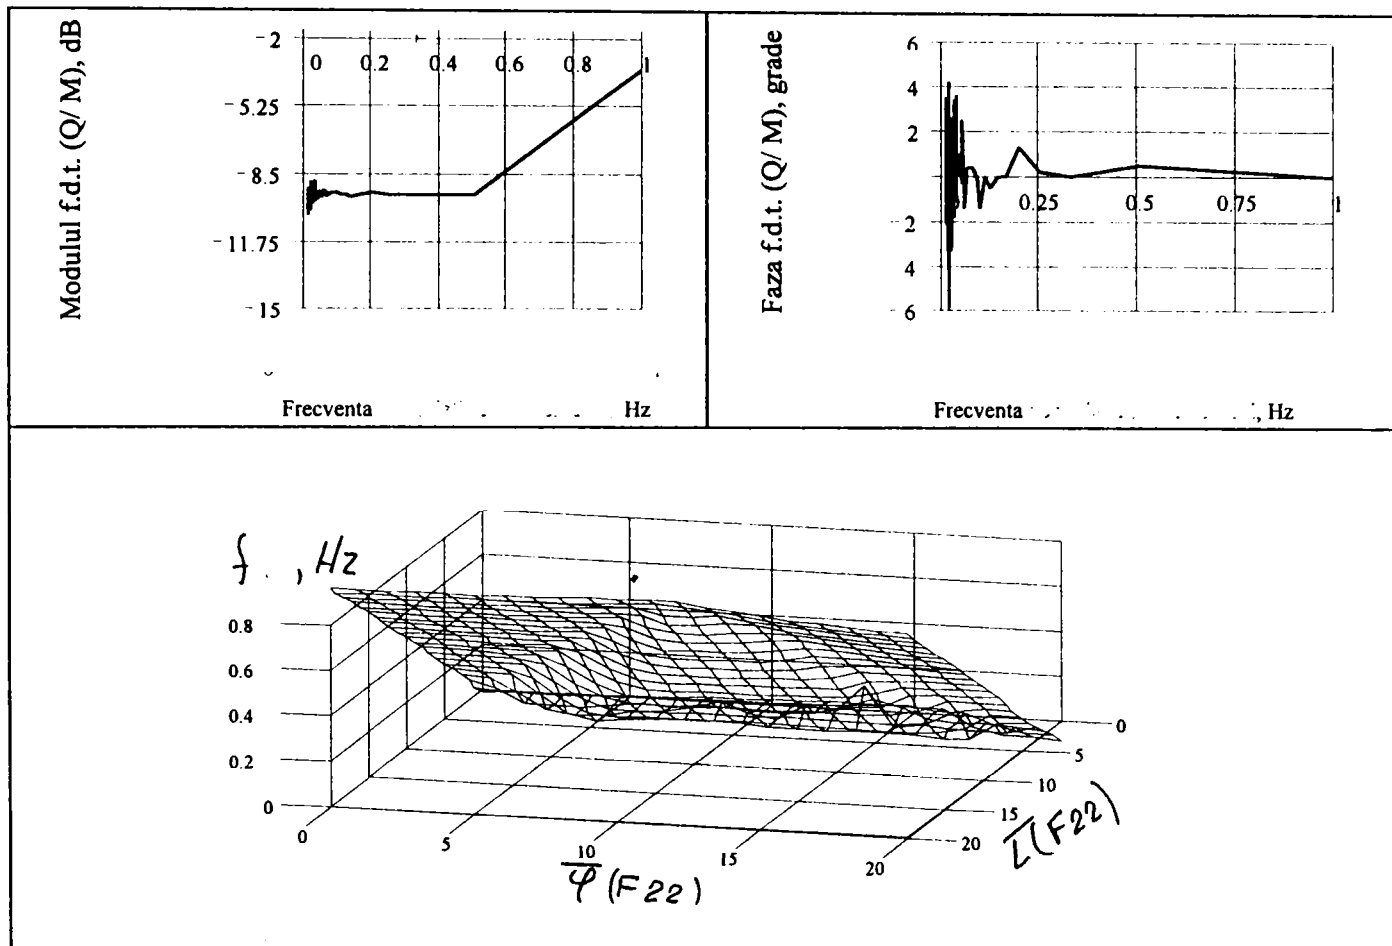 Modulul f.d.t. (Q/ M), dB
-2
0 0.2 0.4 0.6 0.8 1
-5.25
-8.5
-11.75
-15
Frecventa Hz
Faza f.d.t. (Q/ M), grade
6
4
2
0.25 0.5 0.75 1
-2
4
-6
Frecventa , Hz
f , Hz
0.8
0.6
0.4
0.2
0
0 5 10 15 20
φ (F22)
0
5
10
15
20
L (F22)